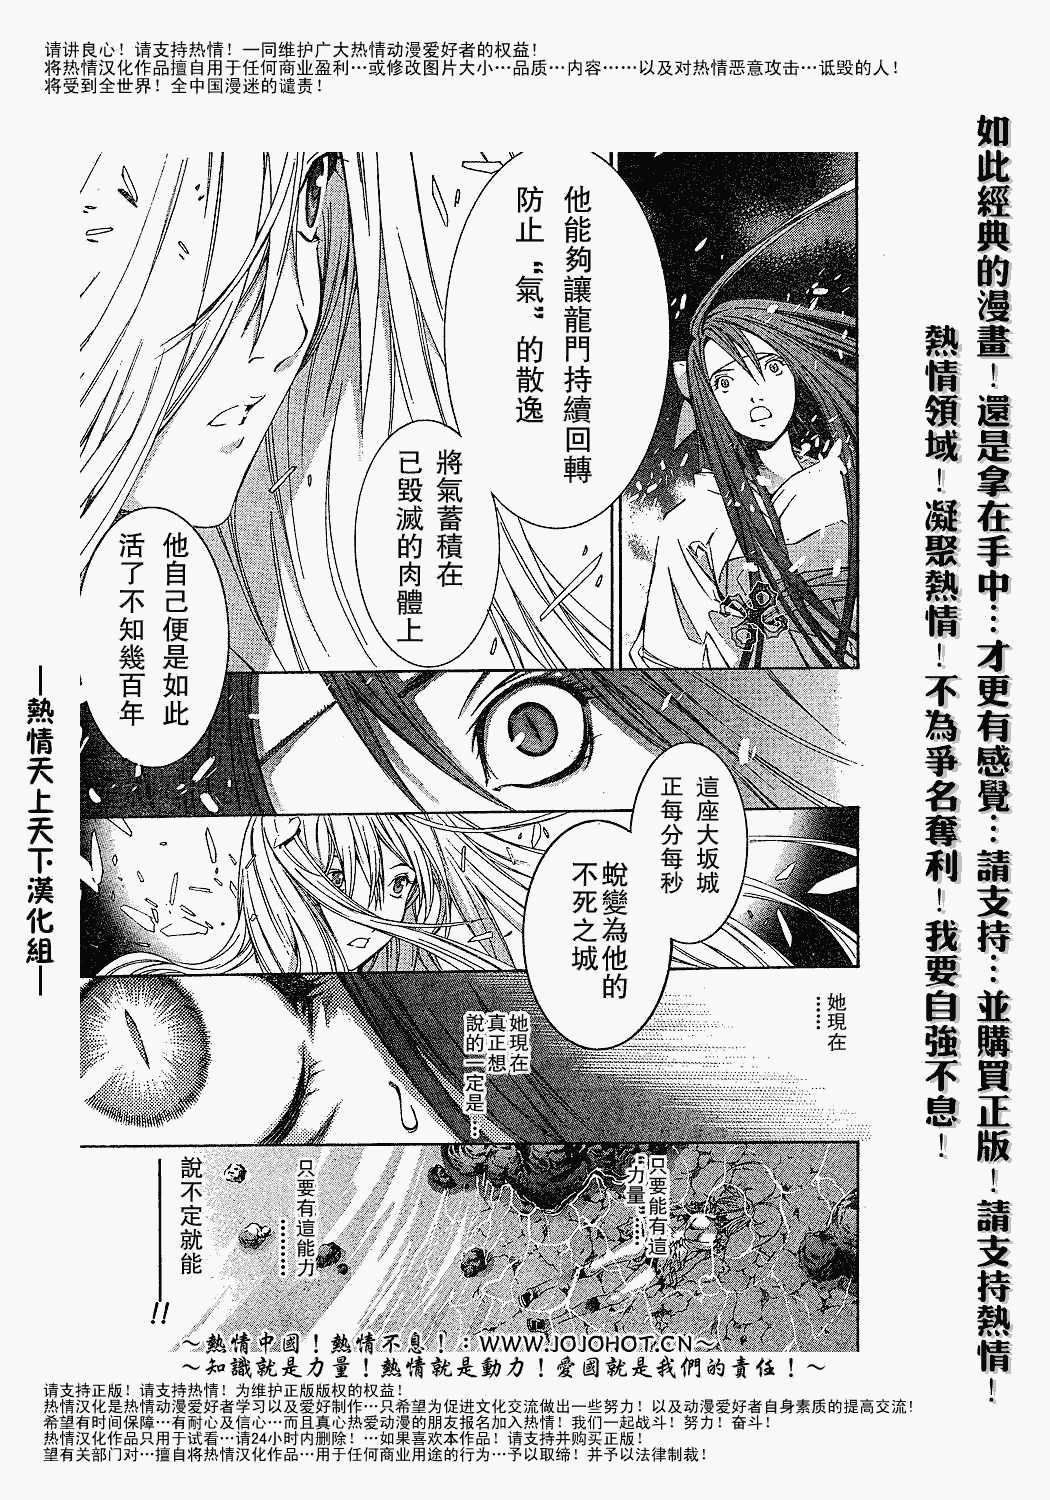 请讲良心！请支持热情！一同维护广大热情动漫爱好者的权益！
将热情汉化作品擅自用于任何商业盈利…或修改图片大小…品质…内容……以及对热情恶意攻击…诋毁的人！
将受到全世界！全中国漫迷的谴责！
如此經典的漫畫！還是拿在手中…才更有感覺…請支持…並購買正版！請支持熱情！
熱情領域！凝聚熱情！不為爭名奪利！我要自強不息！
他能夠讓龍門持續回轉
防止“氣”的散逸
將氣蓄積在
已毀滅的肉體上
他自己便是如此
活了不知幾百年
這座大坂城
正每分每秒
蛻變為他的
不死之城
她現在
……
她現在
真正想
說的一定是……
只要能有這
“力量”……
只要有這能力
………
說不定就能
——!!
—熱情天上天下漢化組—
～熱情中國！熱情不息！：WWW.JOJOHOT.CN～
～知識就是力量！熱情就是動力！愛國就是我們的責任！～
请支持正版！请支持热情！为维护正版版权的权益！
热情汉化是热情动漫爱好者学习以及爱好制作…只希望为促进文化交流做出一些努力！以及动漫爱好者自身素质的提高交流！
希望有时间保障…有耐心及信心…而且真心热爱动漫的朋友报名加入热情！我们一起战斗！努力！奋斗！
热情汉化作品只用于试看…请24小时内删除！…如果喜欢本作品！请支持并购买正版！
望有关部门对…擅自将热情汉化作品…用于任何商业用途的行为…予以取缔！并予以法律制裁！